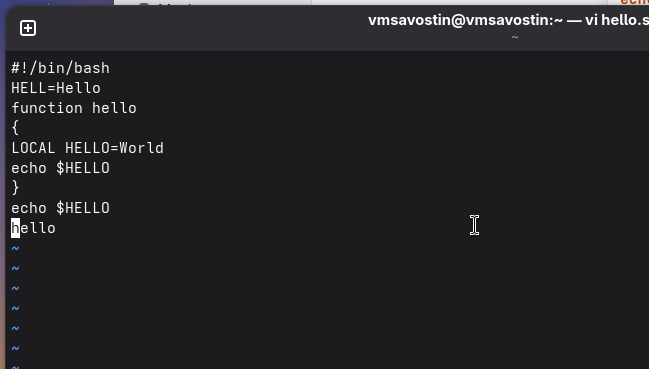 vmsavostin@vmsavostin:~ — vi hello.s
~
#!/bin/bash
HELL=Hello
function hello
{
LOCAL HELLO=World
echo $HELLO
}
echo $HELLO
hello
~
~
~
~
~
~
~